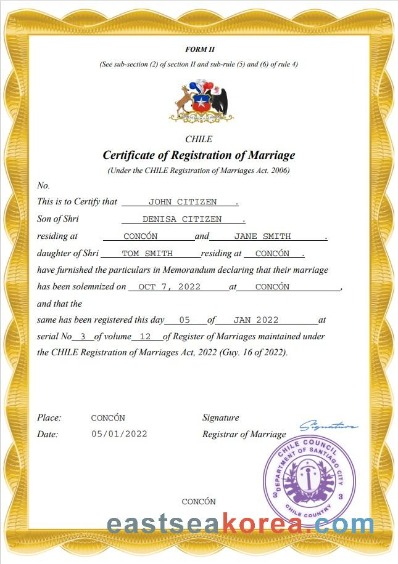 FORM II
(See sub-section (2) of section II and sub-rule (5) and (6) of rule 4)
CHILE
Certificate of Registration of Marriage
(Under the CHILE Registration of Marriages Act, 2006)
No.
This is to Certify that JOHN CITIZEN .
Son of Shri DENISA CITIZEN
residing at CONCÓN and JANE SMITH .
daughter of Shri TOM SMITH residing at CONCÓN .
have furnished the particulars in Memorandum declaring that their marriage
has been solemnized on OCT 7, 2022 at CONCÓN ,
and that the
same has been registered this day 05 of JAN 2022 at
serial No 3 of volume 12 of Register of Marriages maintained under
the CHILE Registration of Marriages Act, 2022 (Guy. 16 of 2022).
Place: CONCÓN Signature Signature
Date: 05/01/2022 Registrar of Marriage
CHILE COUNCIL
DEPARTMENT OF SANTIAGO CITY
CHILE COUNTRY
CONCÓN
eastseakorea.com